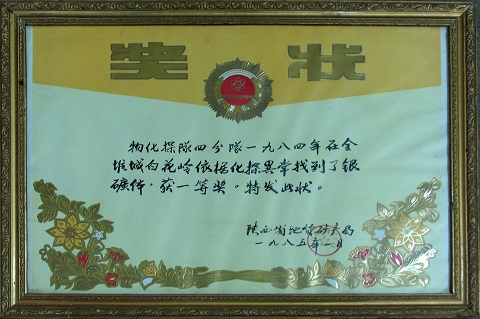 奖状
物化探队四分队一九八四年在金
堆城白花岭依据化探异常找到了银
矿体，获一等奖。特发此状。
陕西省地质矿产局
一九八五年一月